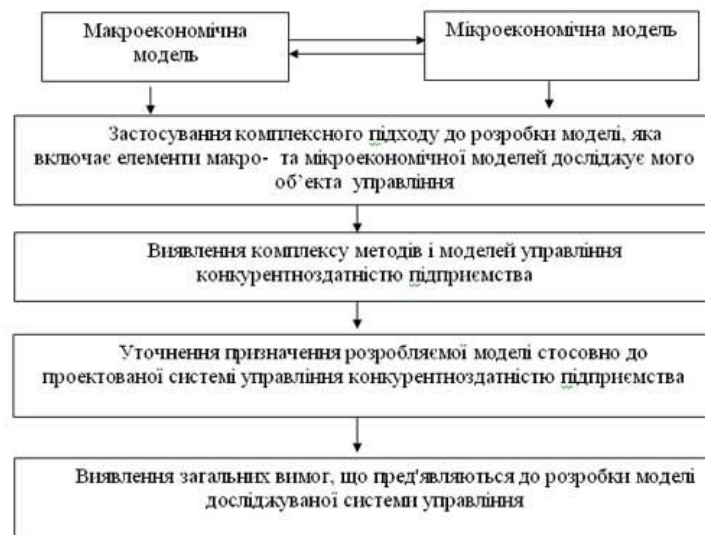 Макроекономічна
модель
Мікроекономічна модель
Застосування комплексного підходу до розробки моделі, яка
включає елементи макро- та мікроекономічної моделей досліджує мого
об’єкта управління
Виявлення комплексу методів і моделей управління
конкурентноздатністю підприємства
Уточнення призначення розробляємої моделі стосовно до
проектованої системі управління конкурентноздатністю підприємства
Виявлення загальних вимог, що пред'являються до розробки моделі
досліджуваної системи управління